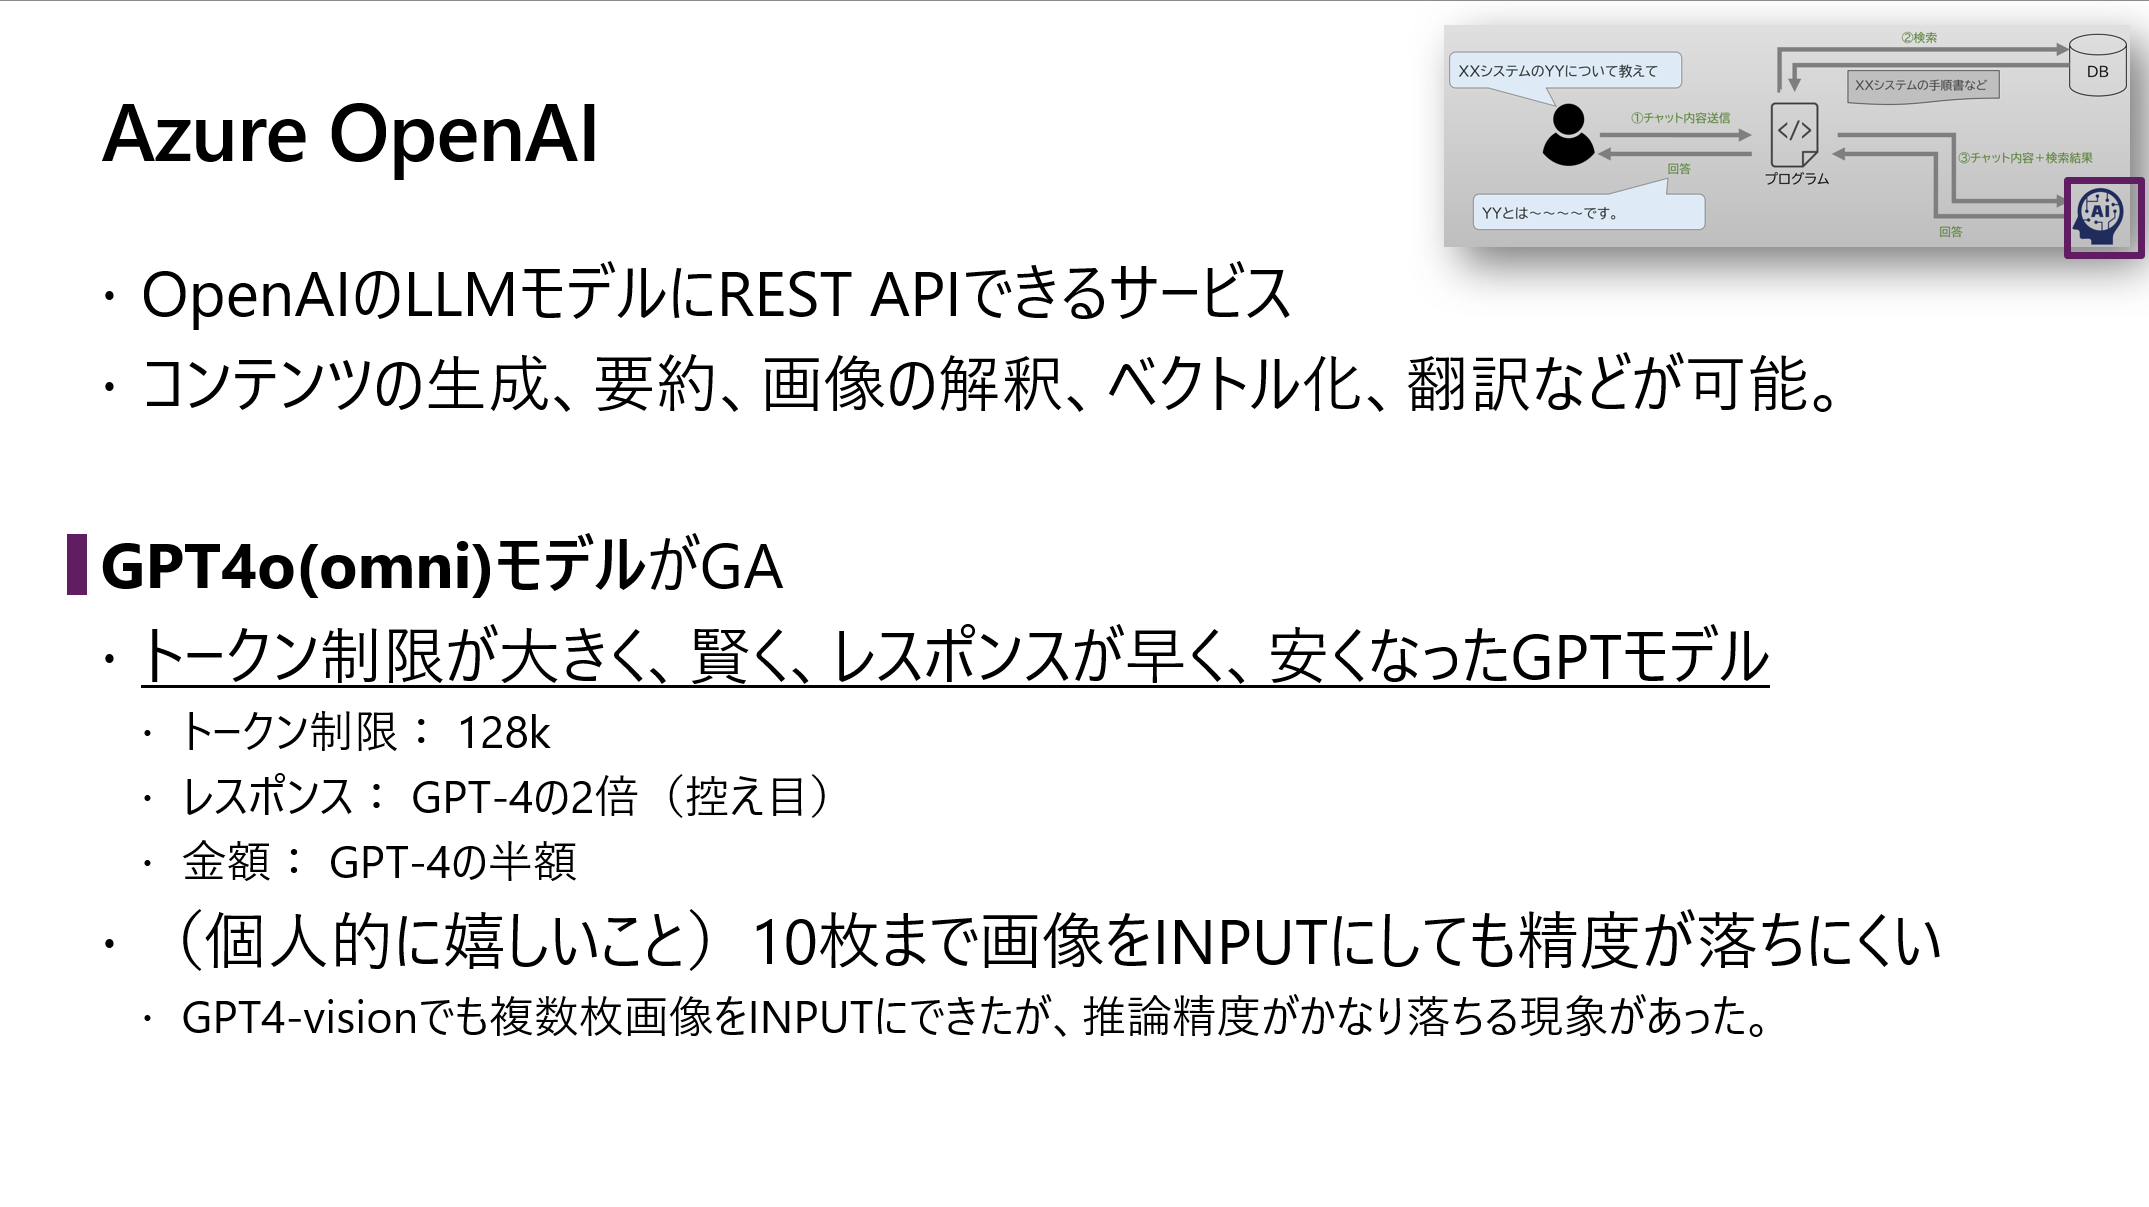 Azure OpenAI
XXシステムのYYについて教えて
②検索
DB
XXシステムの手順書など
①チャット内容送信
回答
プログラム
③チャット内容＋検索結果
YYとは～～～～です。
AI
回答
・OpenAIのLLMモデルにREST APIできるサービス
・コンテンツの生成、要約、画像の解釈、ベクトル化、翻訳などが可能。
GPT4o(omni)モデルがGA
・トークン制限が大きく、賢く、レスポンスが早く、安くなったGPTモデル
・トークン制限： 128k
・レスポンス： GPT-4の2倍（控え目）
・金額： GPT-4の半額
・（個人的に嬉しいこと）10枚まで画像をINPUTにしても精度が落ちにくい
・GPT4-visionでも複数枚画像をINPUTにできたが、推論精度がかなり落ちる現象があった。